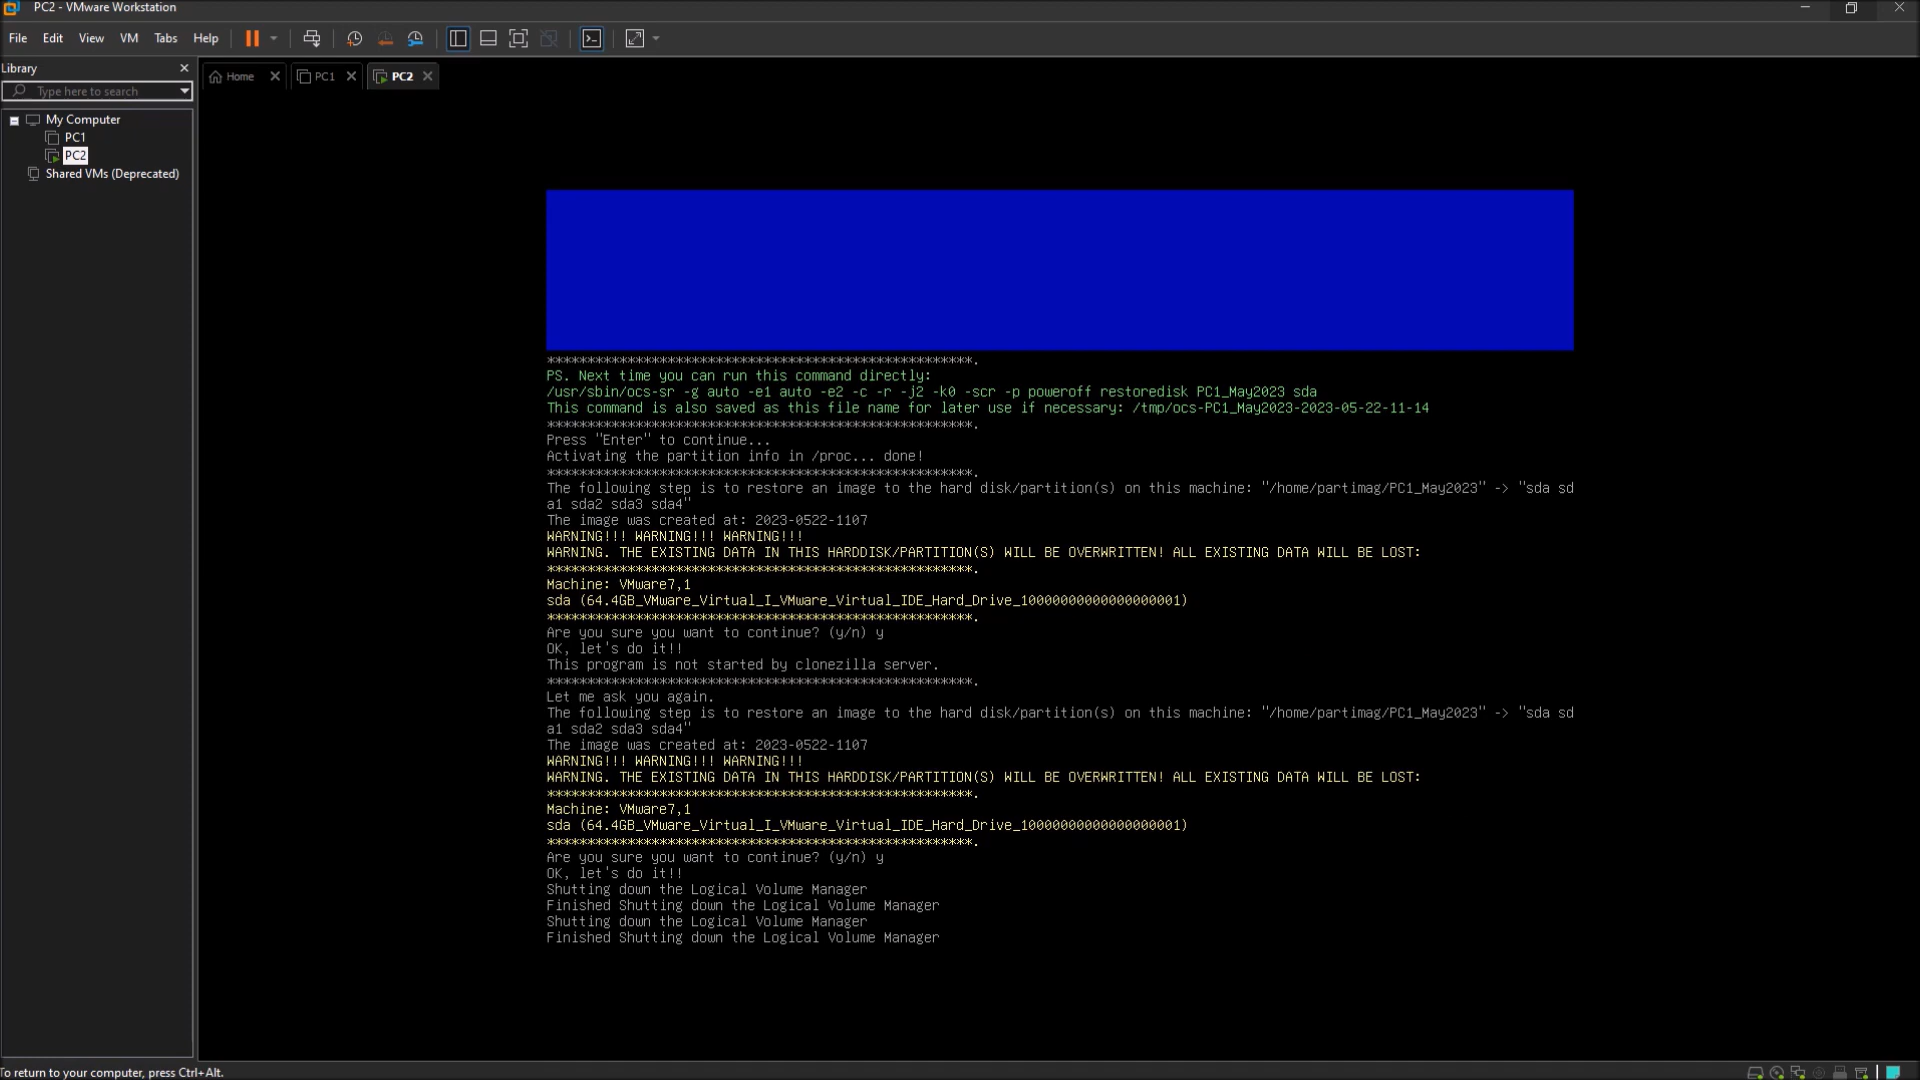 PC2 - VMware Workstation
File Edit View VM Tabs Help
Library
Type here to search
My Computer
PC1
PC2
Shared VMs (Deprecated)
Home PC1 PC2
*****************************************************.
PS. Next time you can run this command directly:
/usr/sbin/ocs-sr -g auto -e1 auto -e2 -c -r -j2 -k0 -scr -p poweroff restoredisk PC1_May2023 sda
This command is also saved as this file name for later use if necessary: /tmp/ocs-PC1_May2023-2023-05-22-11-14
*****************************************************.
Press "Enter" to continue...
Activating the partition info in /proc... done!
*****************************************************.
The following step is to restore an image to the hard disk/partition(s) on this machine: "/home/partimag/PC1_May2023" -> "sda sd
a1 sda2 sda3 sda4"
The image was created at: 2023-0522-1107
WARNING!!! WARNING!!! WARNING!!!
WARNING. THE EXISTING DATA IN THIS HARDDISK/PARTITION(S) WILL BE OVERWRITTEN! ALL EXISTING DATA WILL BE LOST:
*****************************************************.
Machine: VMware7,1
sda (64.4GB_VMware_Virtual_I_VMware_Virtual_IDE_Hard_Drive_10000000000000000001)
*****************************************************.
Are you sure you want to continue? (y/n) y
OK, let's do it!!
This program is not started by clonezilla server.
*****************************************************.
Let me ask you again.
The following step is to restore an image to the hard disk/partition(s) on this machine: "/home/partimag/PC1_May2023" -> "sda sd
a1 sda2 sda3 sda4"
The image was created at: 2023-0522-1107
WARNING!!! WARNING!!! WARNING!!!
WARNING. THE EXISTING DATA IN THIS HARDDISK/PARTITION(S) WILL BE OVERWRITTEN! ALL EXISTING DATA WILL BE LOST:
*****************************************************.
Machine: VMware7,1
sda (64.4GB_VMware_Virtual_I_VMware_Virtual_IDE_Hard_Drive_10000000000000000001)
*****************************************************.
Are you sure you want to continue? (y/n) y
OK, let's do it!!
Shutting down the Logical Volume Manager
Finished Shutting down the Logical Volume Manager
Shutting down the Logical Volume Manager
Finished Shutting down the Logical Volume Manager
To return to your computer, press Ctrl+Alt.